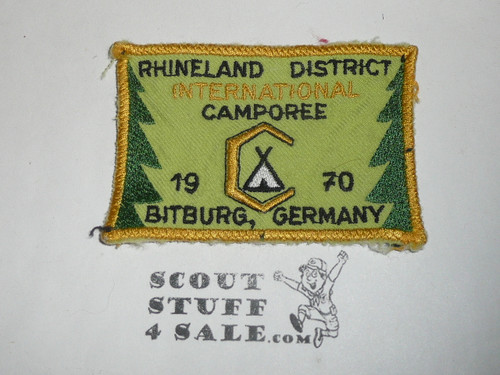 RHINELAND DISTRICT
INTERNATIONAL
CAMPOREE
C
19 70
BITBURG, GERMANY
SCOUT
STUFF
4 SALE.com